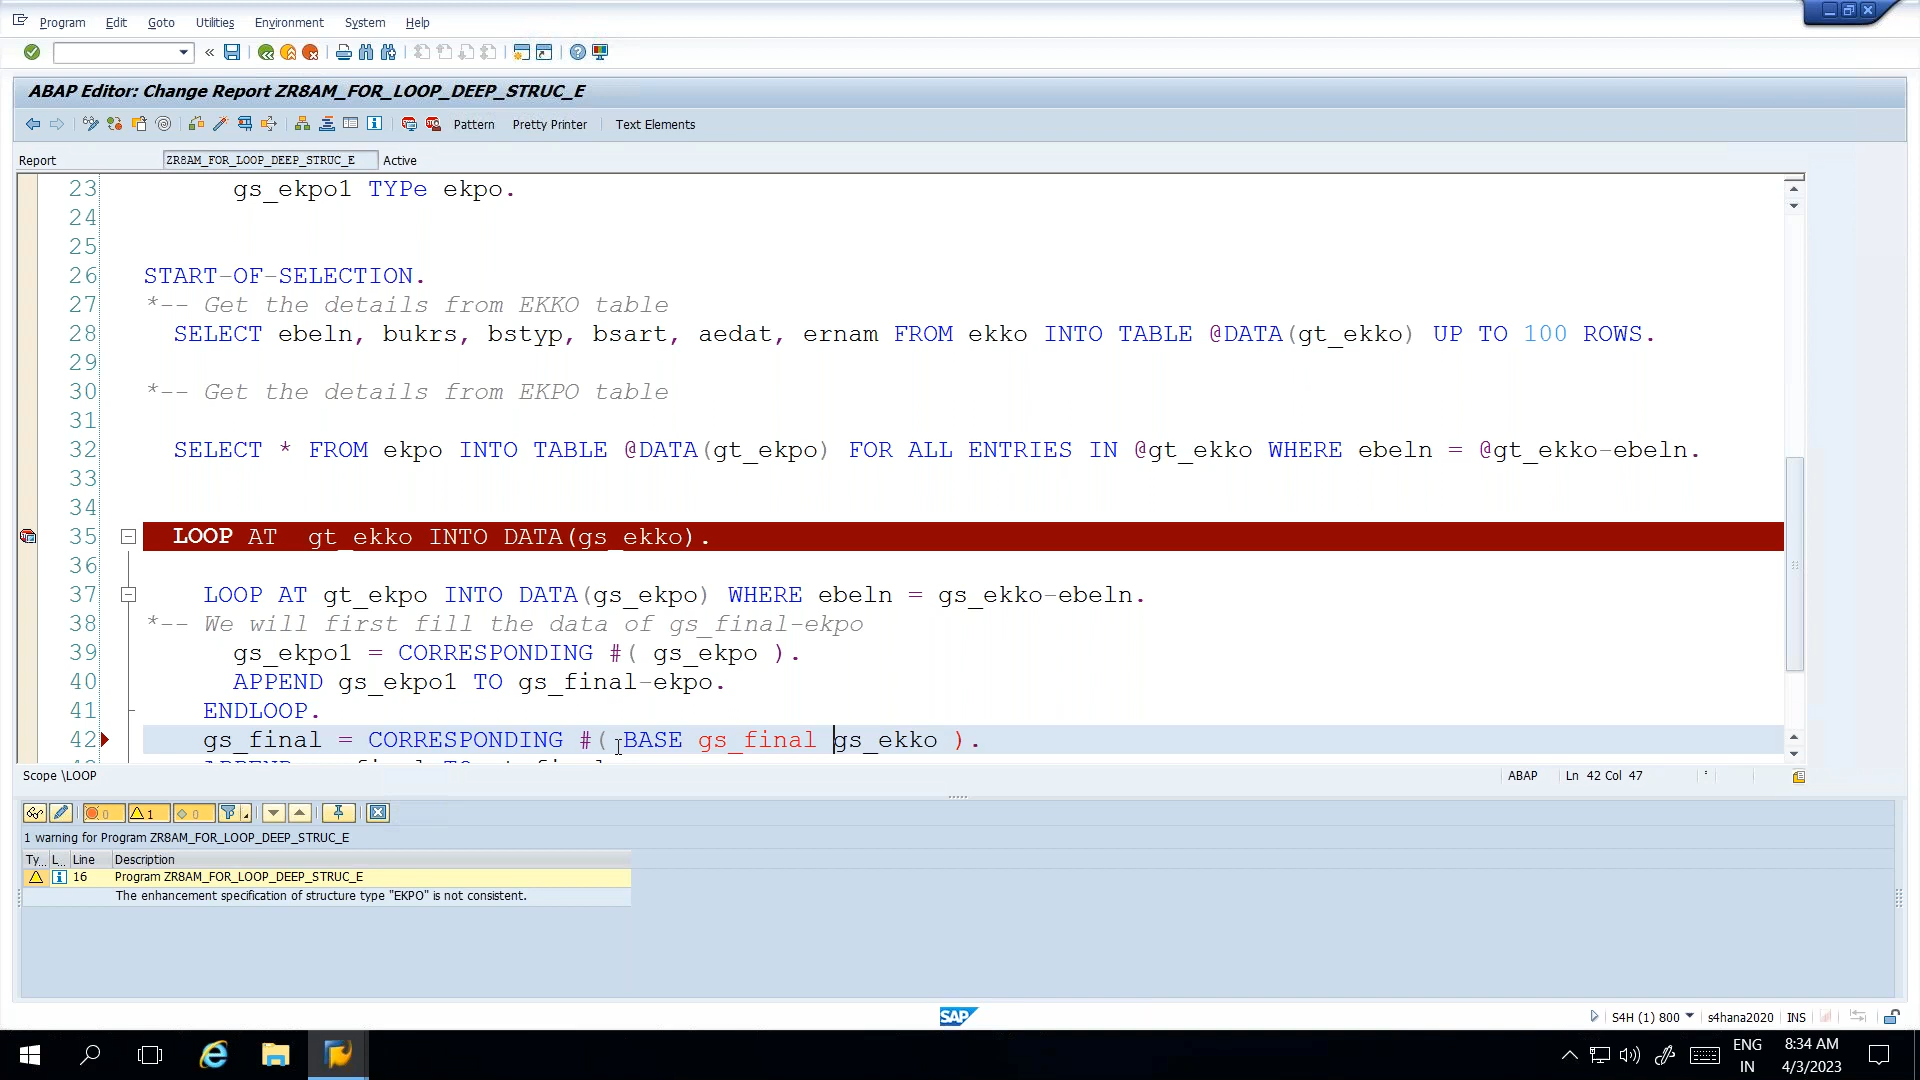 Program Edit Goto Utilities Environment System Help
ABAP Editor: Change Report ZR8AM_FOR_LOOP_DEEP_STRUC_E
Pattern Pretty Printer Text Elements
Report ZR8AM_FOR_LOOP_DEEP_STRUC_E Active
23 gs_ekpo1 TYPe ekpo.
24
25
26 START-OF-SELECTION.
27 *-- Get the details from EKKO table
28 SELECT ebeln, bukrs, bstyp, bsart, aedat, ernam FROM ekko INTO TABLE @DATA(gt_ekko) UP TO 100 ROWS.
29
30 *-- Get the details from EKPO table
31
32 SELECT * FROM ekpo INTO TABLE @DATA(gt_ekpo) FOR ALL ENTRIES IN @gt_ekko WHERE ebeln = @gt_ekko-ebeln.
33
34
35 LOOP AT gt_ekko INTO DATA(gs_ekko).
36
37 LOOP AT gt_ekpo INTO DATA(gs_ekpo) WHERE ebeln = gs_ekko-ebeln.
38 *-- We will first fill the data of gs_final-ekpo
39 gs_ekpo1 = CORRESPONDING #( gs_ekpo ).
40 APPEND gs_ekpo1 TO gs_final-ekpo.
41 ENDLOOP.
42 gs_final = CORRESPONDING #( BASE gs_final gs_ekko ).
Scope \LOOP ABAP Ln 42 Col 47
0 1 0
1 warning for Program ZR8AM_FOR_LOOP_DEEP_STRUC_E
Ty... L... Line Description
16 Program ZR8AM_FOR_LOOP_DEEP_STRUC_E
The enhancement specification of structure type "EKPO" is not consistent.
SAP S4H (1) 800 s4hana2020 INS
ENG 8:34 AM
IN 4/3/2023